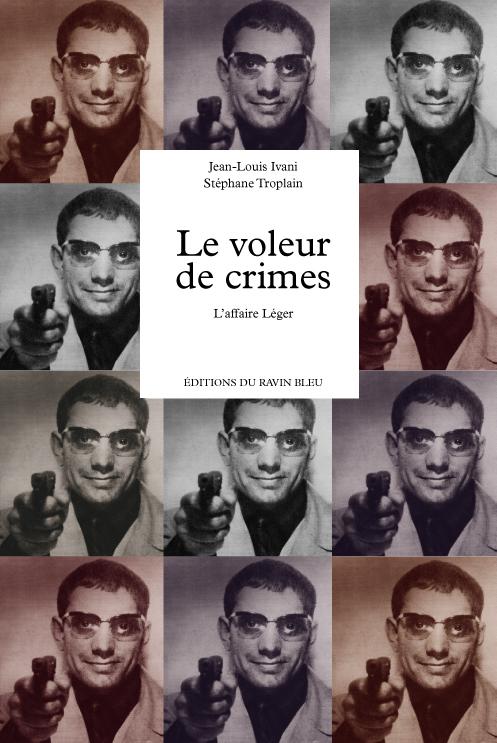 Jean-Louis Ivani
Stéphane Troplain
Le voleur
de crimes
L'affaire Léger
ÉDITIONS DU RAVIN BLEU